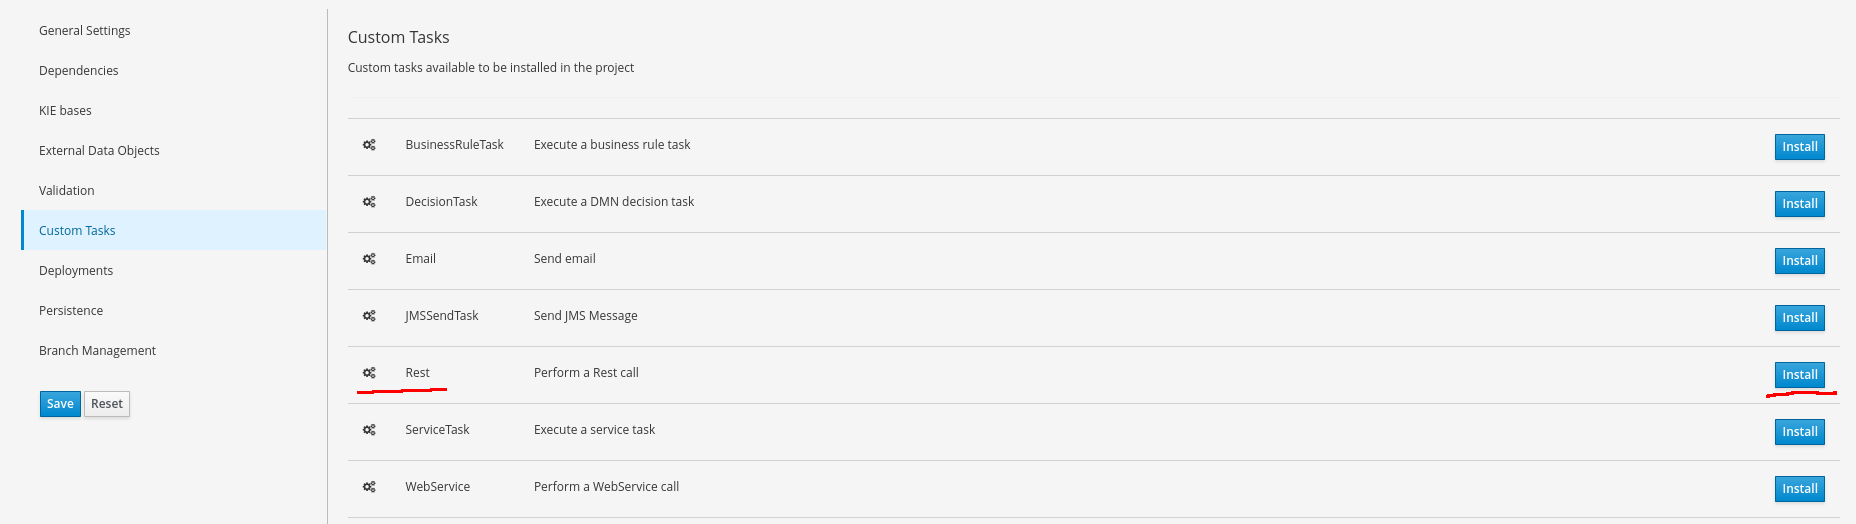 General Settings
Dependencies
KIE bases
External Data Objects
Validation
Custom Tasks
Deployments
Persistence
Branch Management
Save Reset
Custom Tasks
Custom tasks available to be installed in the project
BusinessRuleTask Execute a business rule task Install
DecisionTask Execute a DMN decision task Install
Email Send email Install
JMSSendTask Send JMS Message Install
Rest Perform a Rest call Install
ServiceTask Execute a service task Install
WebService Perform a WebService call Install